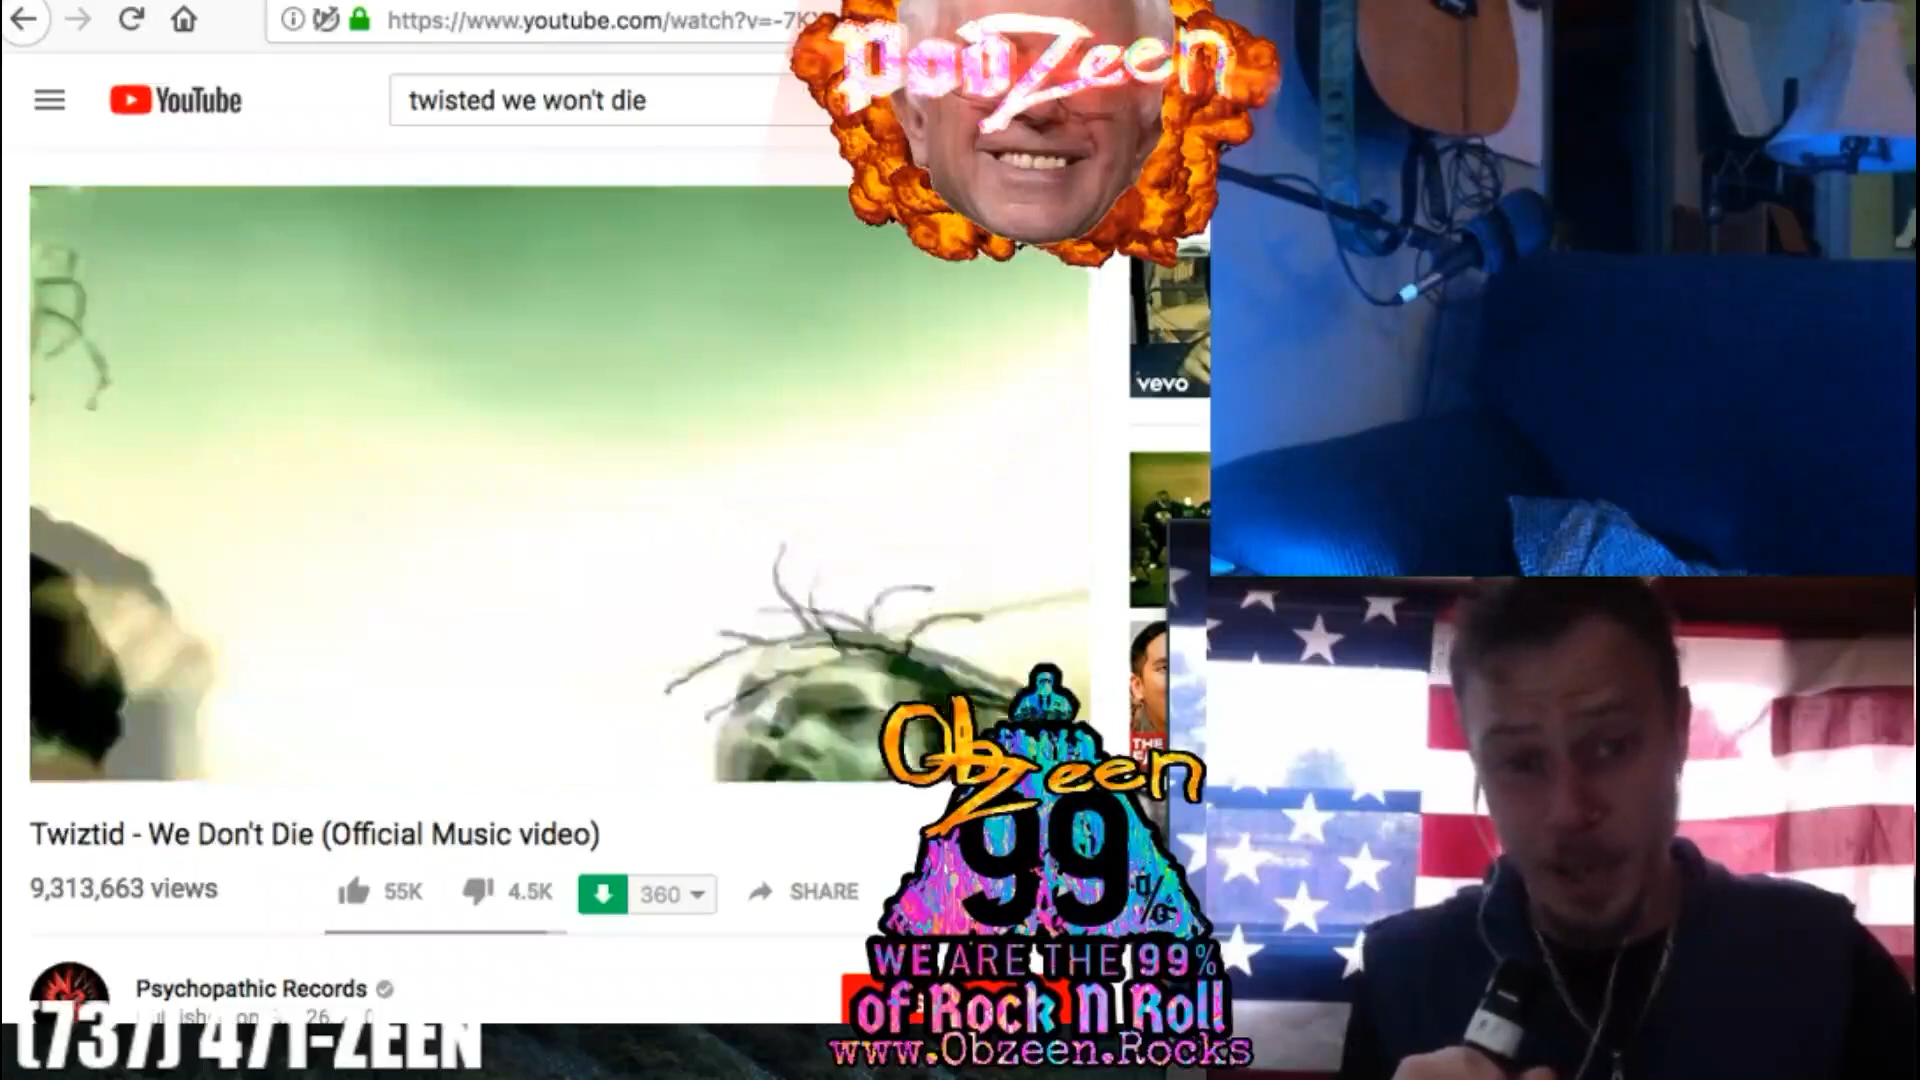 https://www.youtube.com/watch?v=-7K
PODZeen
YouTube
twisted we won't die
vevo
THE
Twiztid - We Don't Die (Official Music video)
9,313,663 views
55K
4.5K
360
SHARE
ObZeen
99%
WE ARE THE 99%
of Rock N Roll
www.Obzeen.Rocks
Psychopathic Records
(737) 471-ZEEN